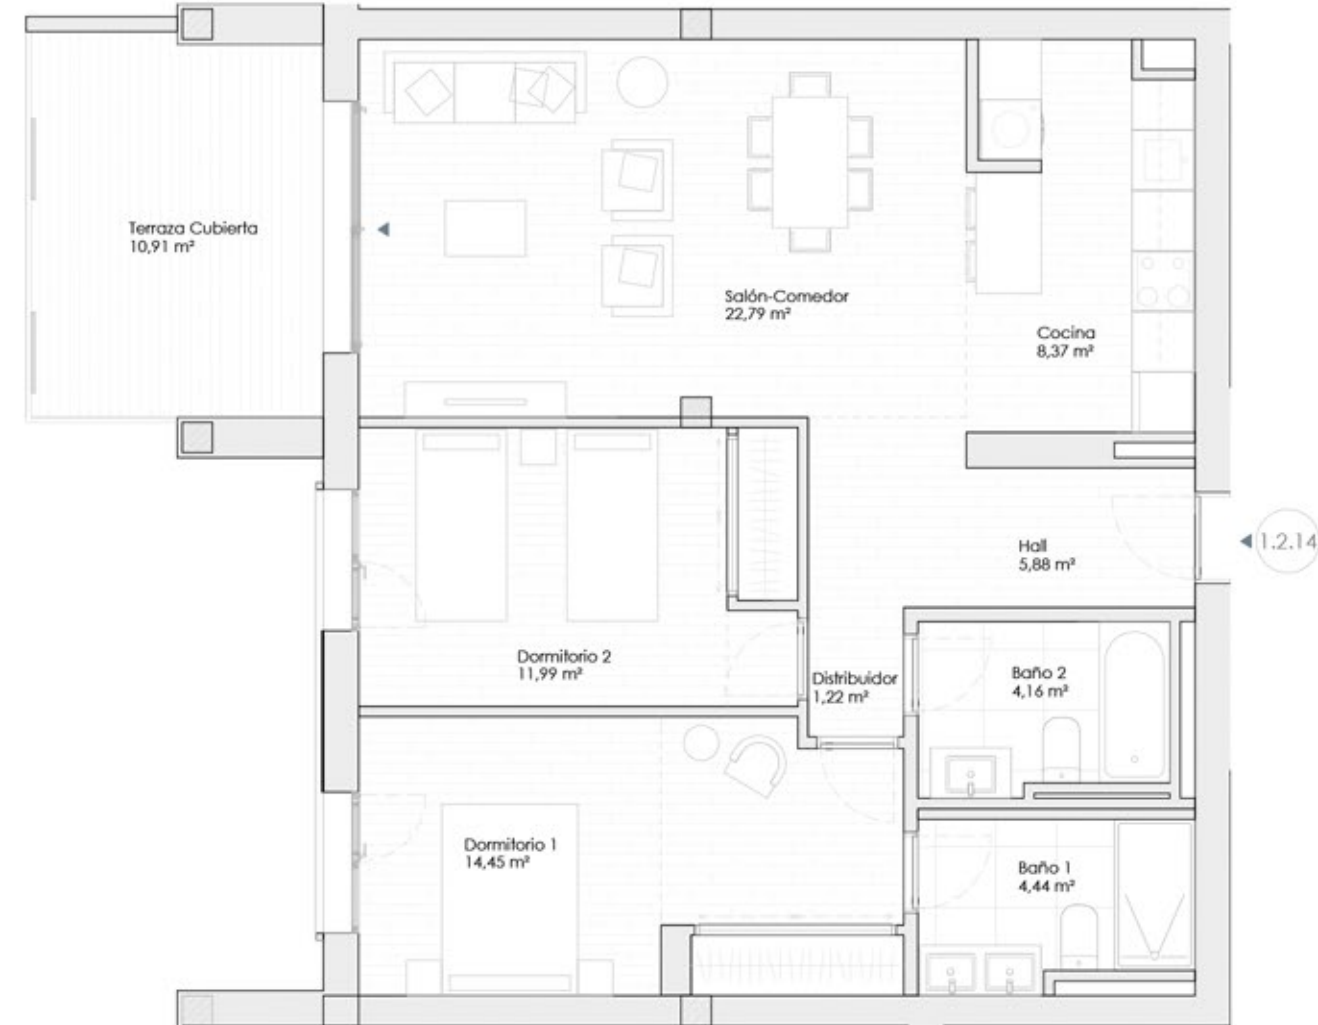 Terraza Cubierta
10,91 m²
Salón-Comedor
22,79 m²
Cocina
8,37 m²
Hall
5,88 m²
1.2.14
Dormitorio 2
11,99 m²
Distribuidor
1,22 m²
Baño 2
4,16 m²
Dormitorio 1
14,45 m²
Baño 1
4,44 m²